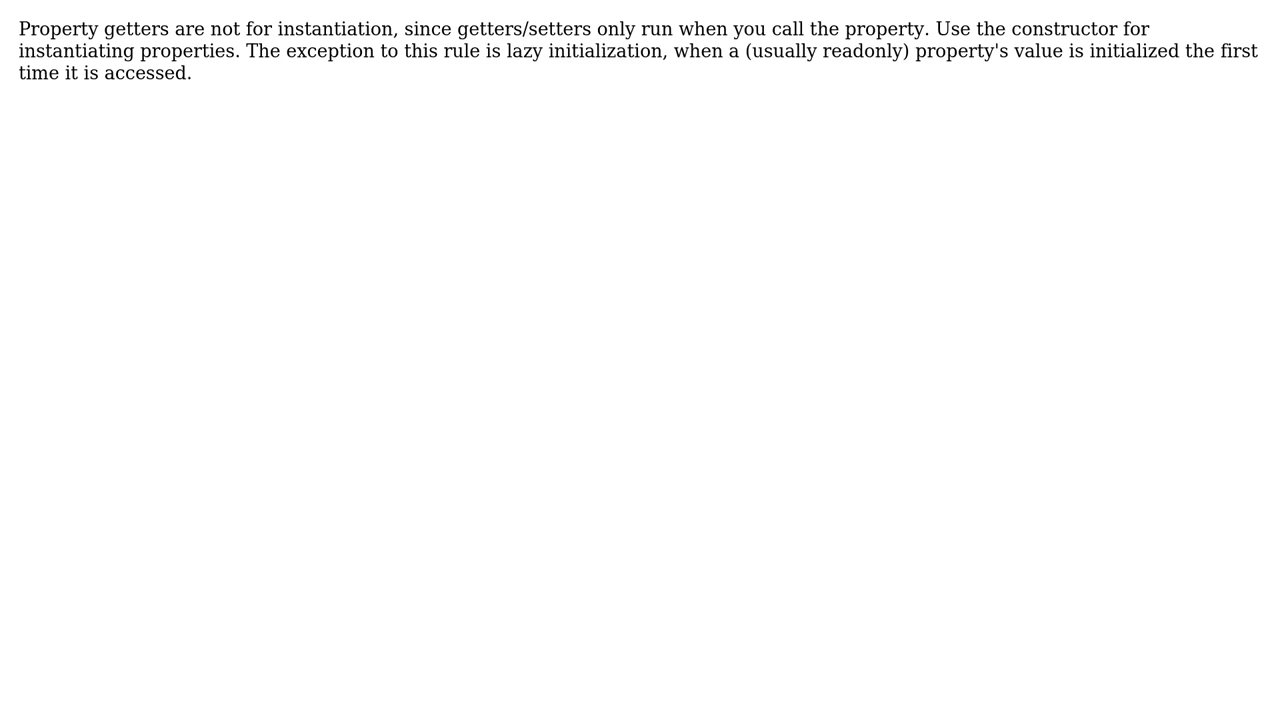 Property getters are not for instantiation, since getters/setters only run when you call the property. Use the constructor for
instantiating properties. The exception to this rule is lazy initialization, when a (usually readonly) property's value is initialized the first
time it is accessed.